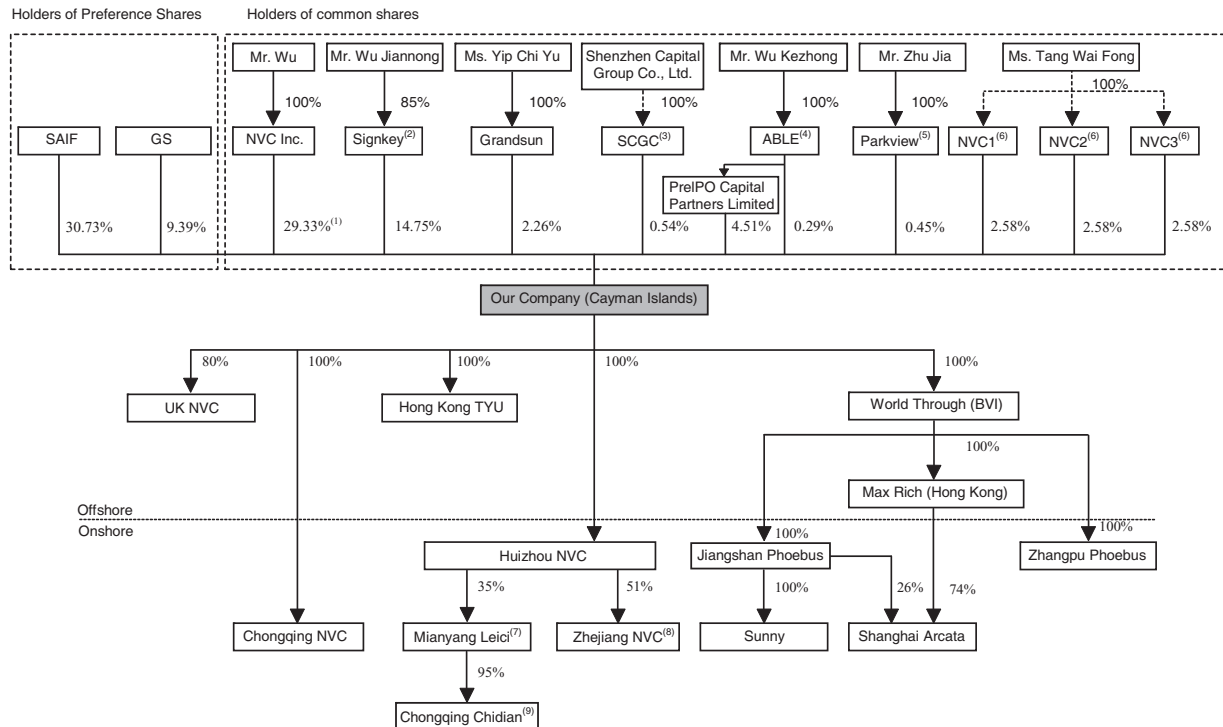 Holders of Preference Shares
Holders of common shares
Mr. Wu
Mr. Wu Jiannong
Ms. Yip Chi Yu
Shenzhen Capital
Group Co., Ltd.
Mr. Wu Kezhong
Mr. Zhu Jia
Ms. Tang Wai Fong
100%
85%
100%
100%
100%
100%
100%
SAIF
GS
NVC Inc.
Signkey(2)
Grandsun
SCGC(3)
ABLE(4)
Parkview(5)
NVC1(6)
NVC2(6)
NVC3(6)
PreIPO Capital
Partners Limited
30.73%
9.39%
29.33%(1)
14.75%
2.26%
0.54%
4.51%
0.29%
0.45%
2.58%
2.58%
2.58%
Our Company (Cayman Islands)
80%
100%
100%
100%
100%
UK NVC
Hong Kong TYU
World Through (BVI)
100%
Max Rich (Hong Kong)
Offshore
Onshore
100%
100%
Huizhou NVC
Jiangshan Phoebus
Zhangpu Phoebus
35%
51%
100%
26%
74%
Chongqing NVC
Mianyang Leici(7)
Zhejiang NVC(8)
Sunny
Shanghai Arcata
95%
Chongqing Chidian(9)